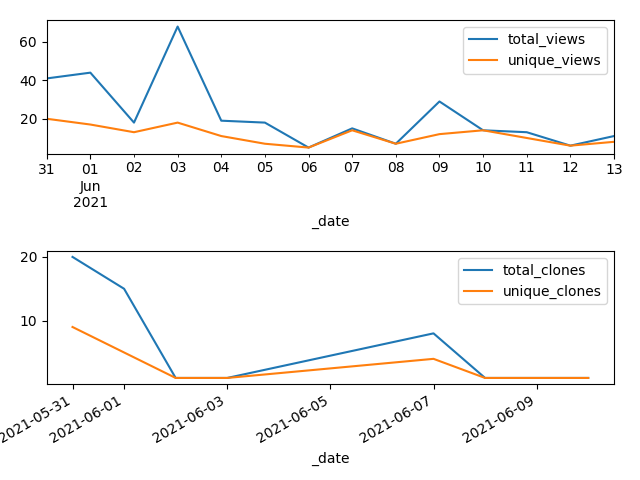 60
40
20
total_views
unique_views
31 01 02 03 04 05 06 07 08 09 10 11 12 13
Jun
2021
_date
20
10
total_clones
unique_clones
2021-05-31 2021-06-01 2021-06-03 2021-06-05 2021-06-07 2021-06-09
_date